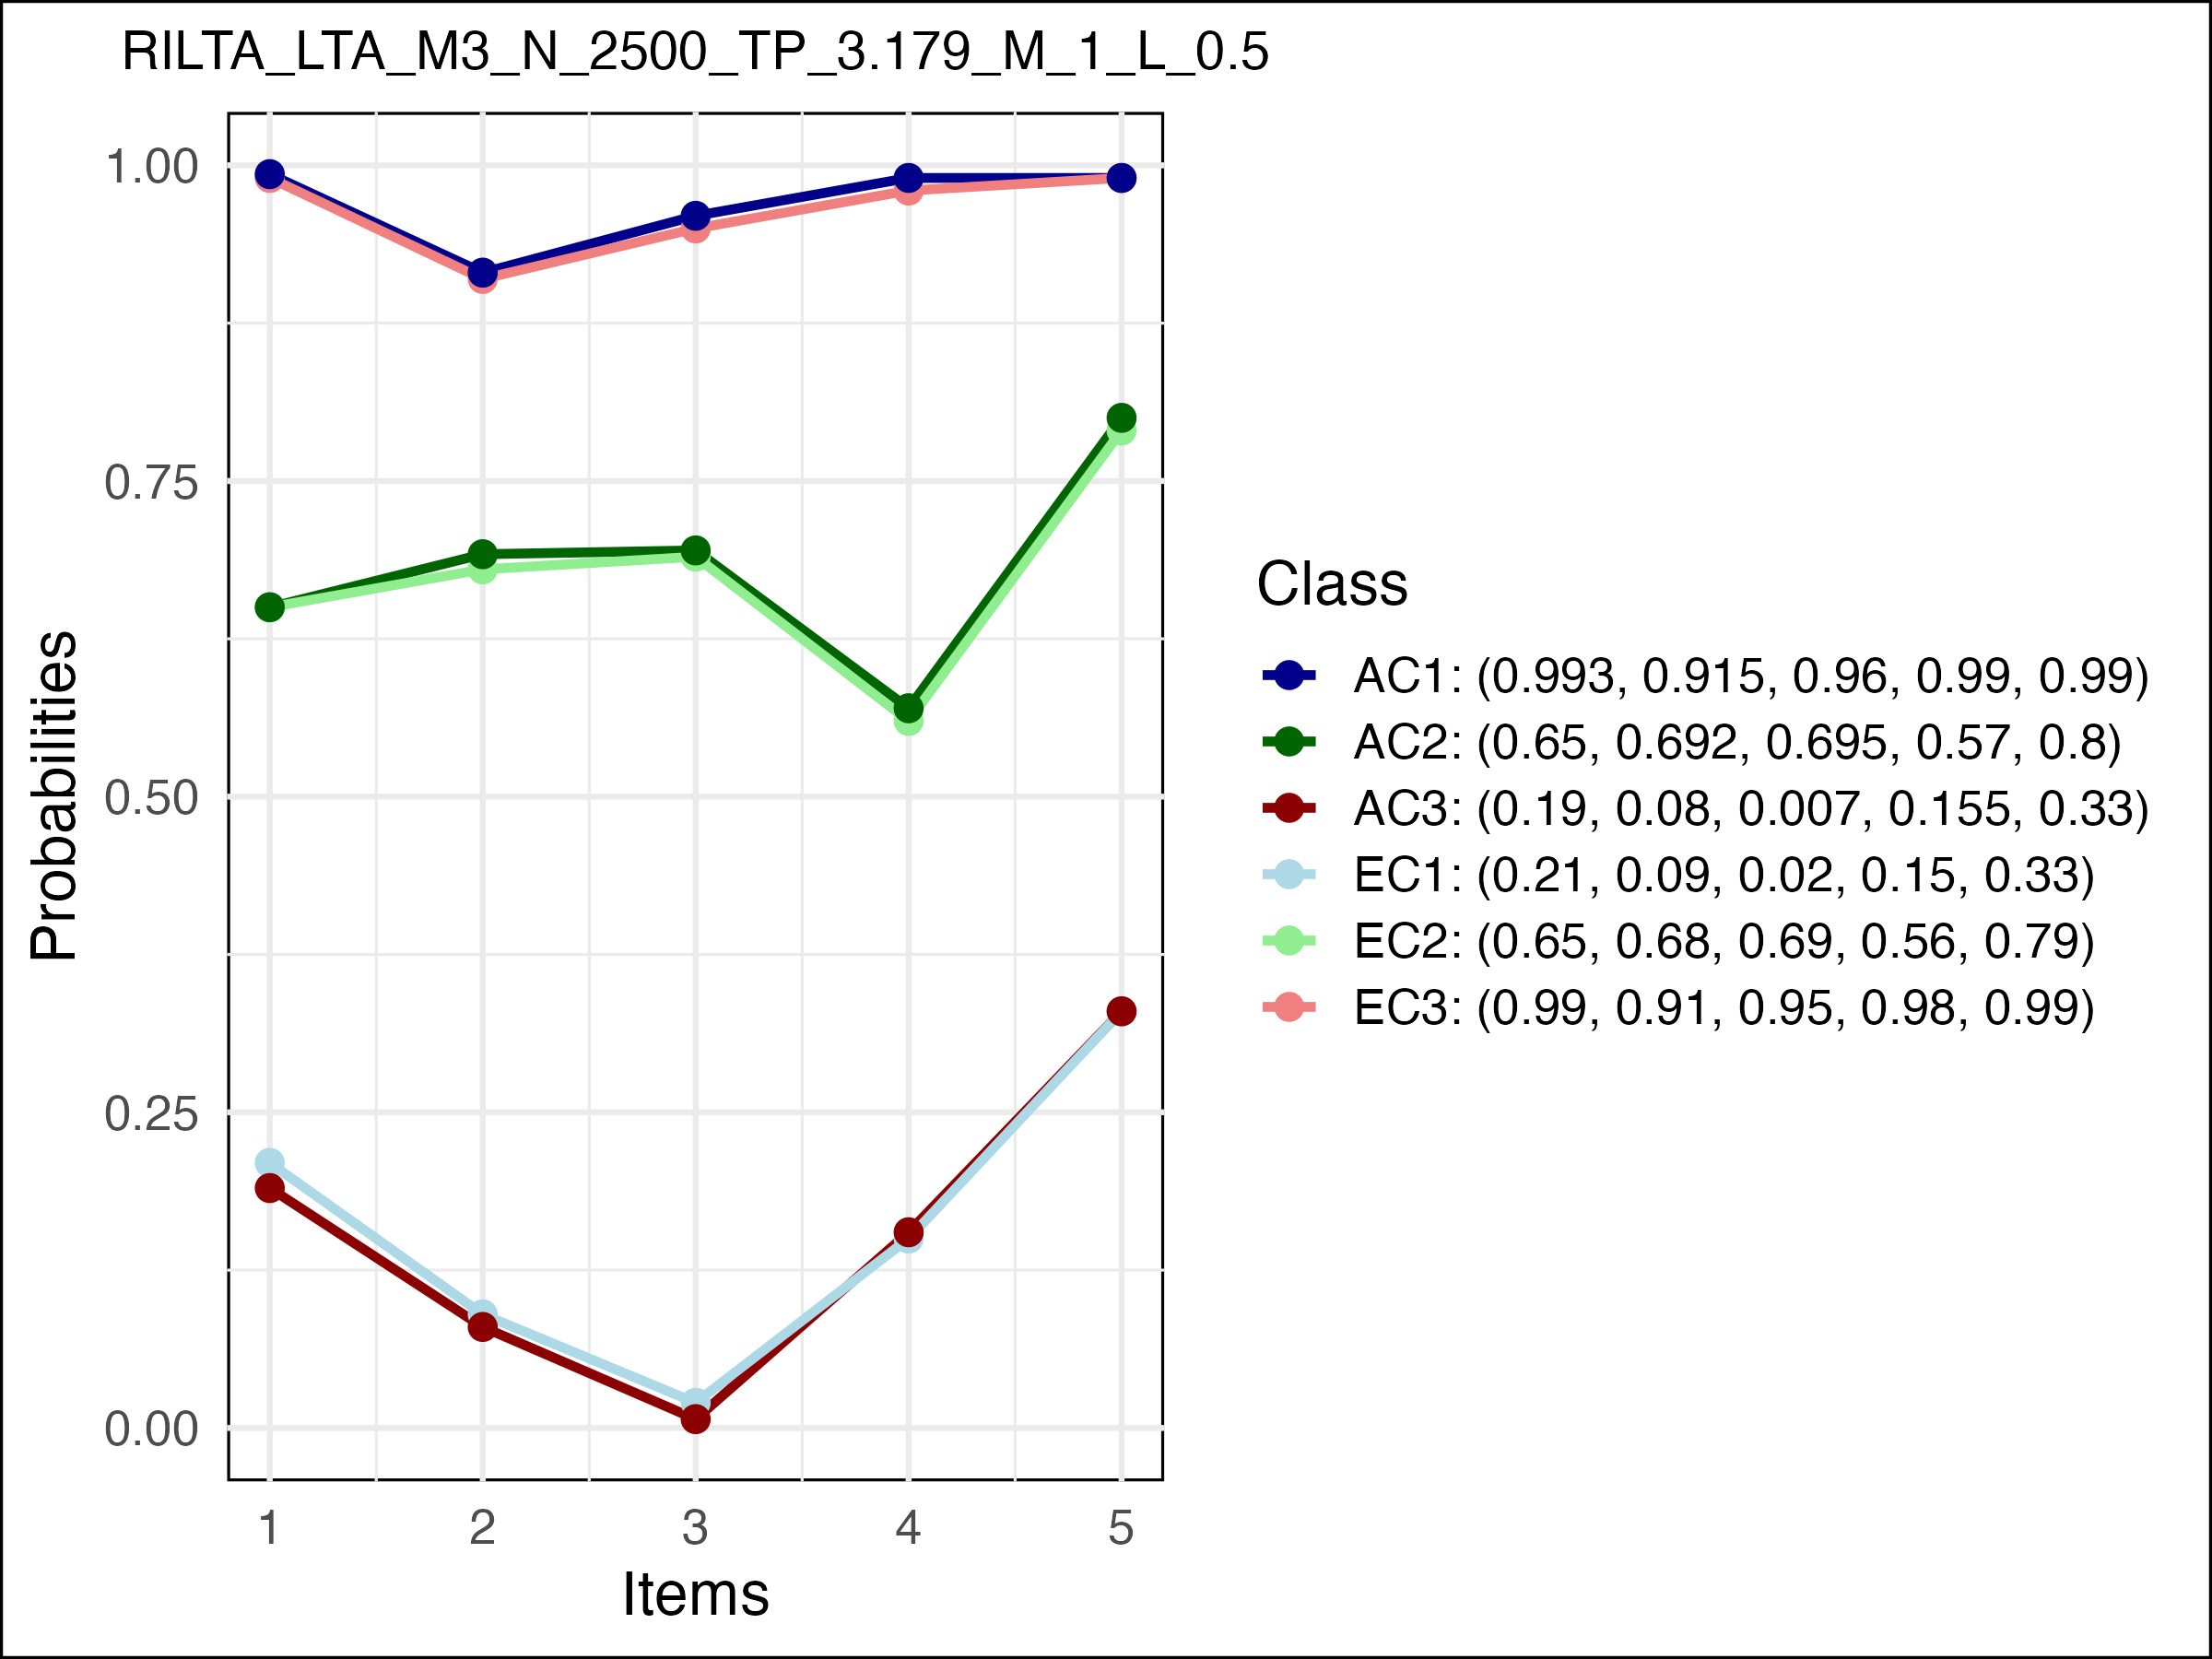 RILTA_LTA_M3_N_2500_TP_3.179_M_1_L_0.5
1.00
0.75
0.50
0.25
0.00
Probabilities
1 2 3 4 5
Items
Class
AC1: (0.993, 0.915, 0.96, 0.99, 0.99)
AC2: (0.65, 0.692, 0.695, 0.57, 0.8)
AC3: (0.19, 0.08, 0.007, 0.155, 0.33)
EC1: (0.21, 0.09, 0.02, 0.15, 0.33)
EC2: (0.65, 0.68, 0.69, 0.56, 0.79)
EC3: (0.99, 0.91, 0.95, 0.98, 0.99)